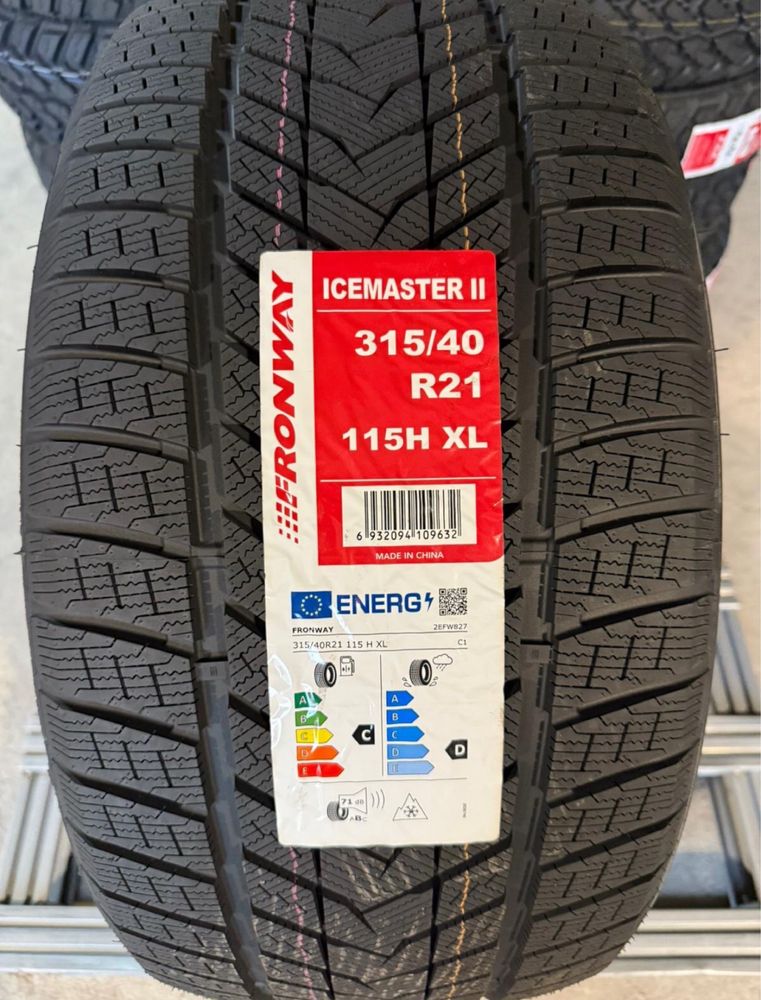 FRONWAY
ICEMASTER II
315/40
R21
115H XL
6 932094 109632
MADE IN CHINA
ENERG
FRONWAY
2EFW827
315/40R21 115 H XL
C1
A
B
C
D
E
C
A
B
C
D
E
D
71 dB
ABC